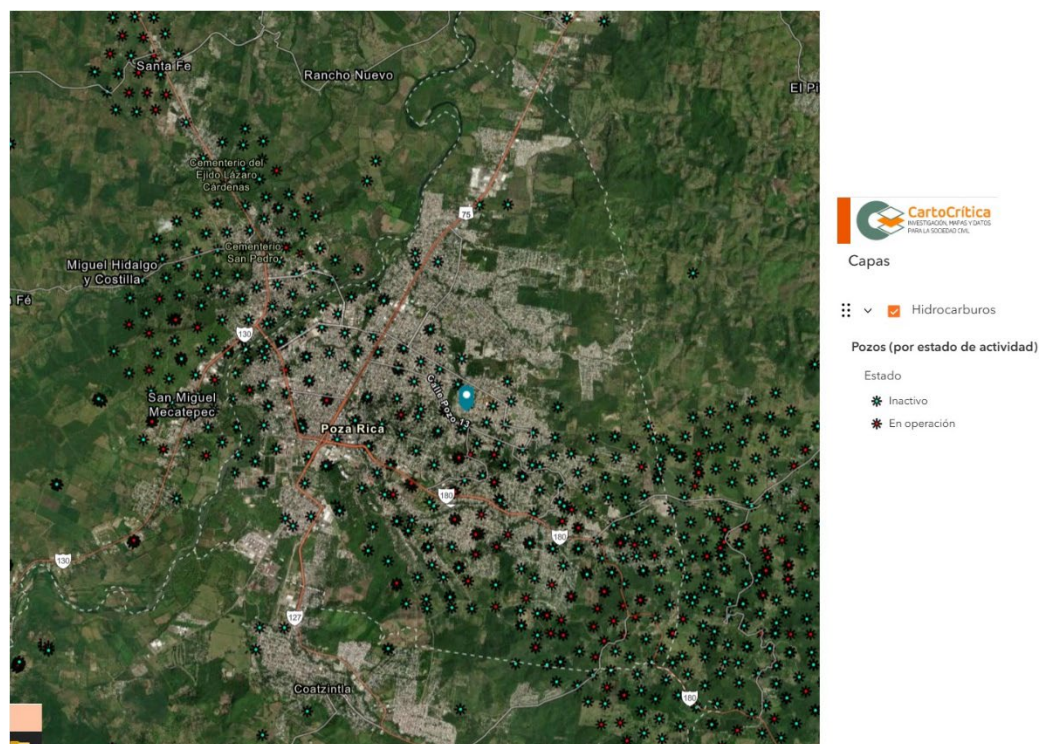 Santa Fe
Rancho Nuevo
Cementerio del
Ejido Lázaro
Cárdenas
75
Cementerio
San Pedro
Miguel Hidalgo
y Costilla
Fé
130
San Miguel
Mecatepec
Calle Pozo 13
Poza Rica
180
180
130
127
Coatzintla
180
CartoCrítica
INVESTIGACIÓN, MAPAS Y DATOS
PARA LA SOCIEDAD CIVIL
Capas
Hidrocarburos
Pozos (por estado de actividad)
Estado
Inactivo
En operación